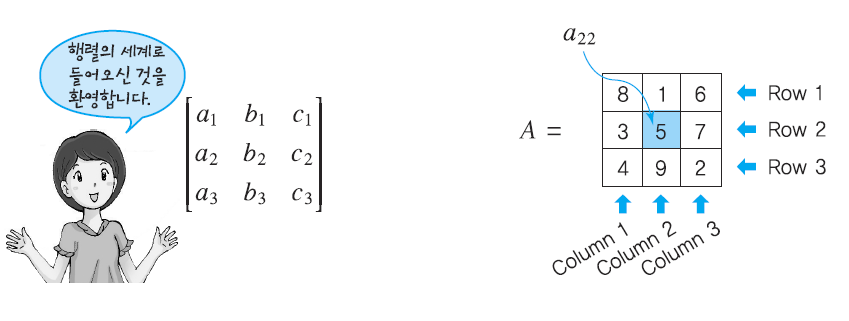 행렬의 세계로
들어오신 것을
환영합니다.
a₁ b₁ c₁
a₂ b₂ c₂
a₃ b₃ c₃
a₂₂
A =
8 1 6
3 5 7
4 9 2
Row 1
Row 2
Row 3
Column 1
Column 2
Column 3